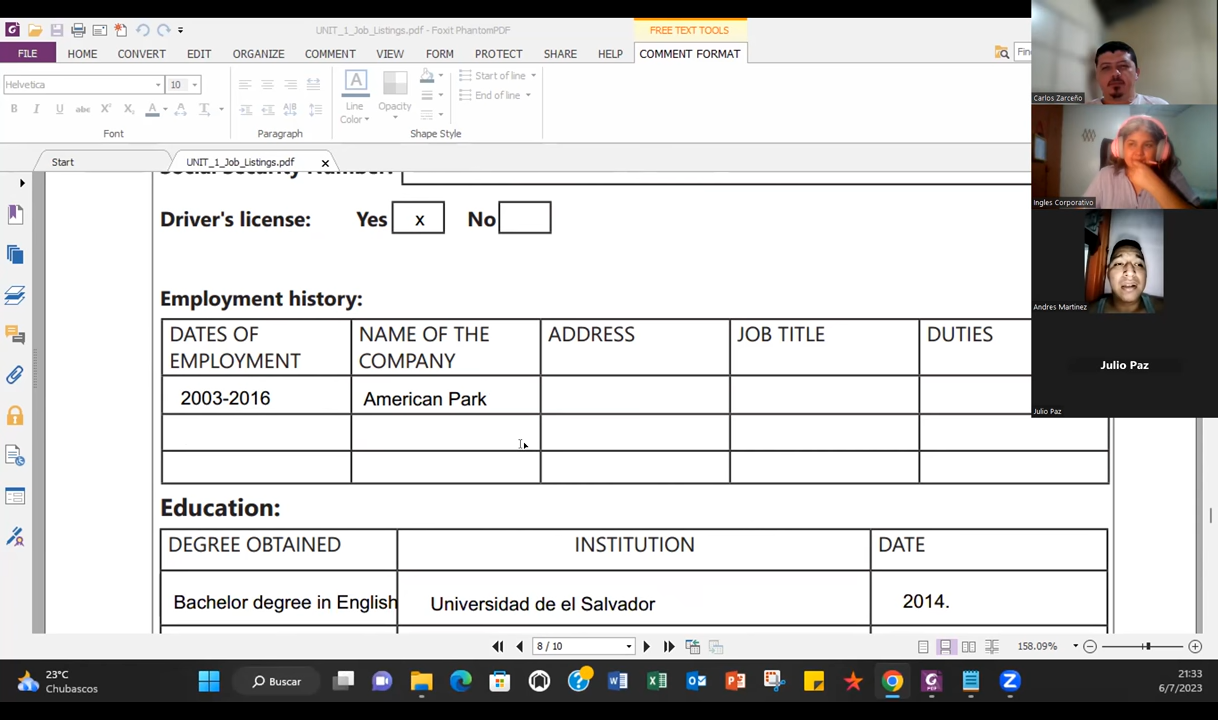 UNIT_1_Job_Listings.pdf - Foxit PhantomPDF
FREE TEXT TOOLS
FILE HOME CONVERT EDIT ORGANIZE COMMENT VIEW FORM PROTECT SHARE HELP COMMENT FORMAT
Helvetica 10
Start of line
End of line
Line Color
Opacity
Font Paragraph Shape Style
Start UNIT_1_Job_Listings.pdf
Social Security Number:
Driver's license: Yes x No
Employment history:
DATES OF EMPLOYMENT
NAME OF THE COMPANY
ADDRESS
JOB TITLE
DUTIES
2003-2016 American Park
Education:
DEGREE OBTAINED INSTITUTION DATE
Bachelor degree in English Universidad de el Salvador 2014.
8 / 10
158.09%
Carlos Zarceño
Ingles Corporativo
Andres Martinez
Julio Paz
Julio Paz
23°C
Chubascos
Buscar
21:33
6/7/2023